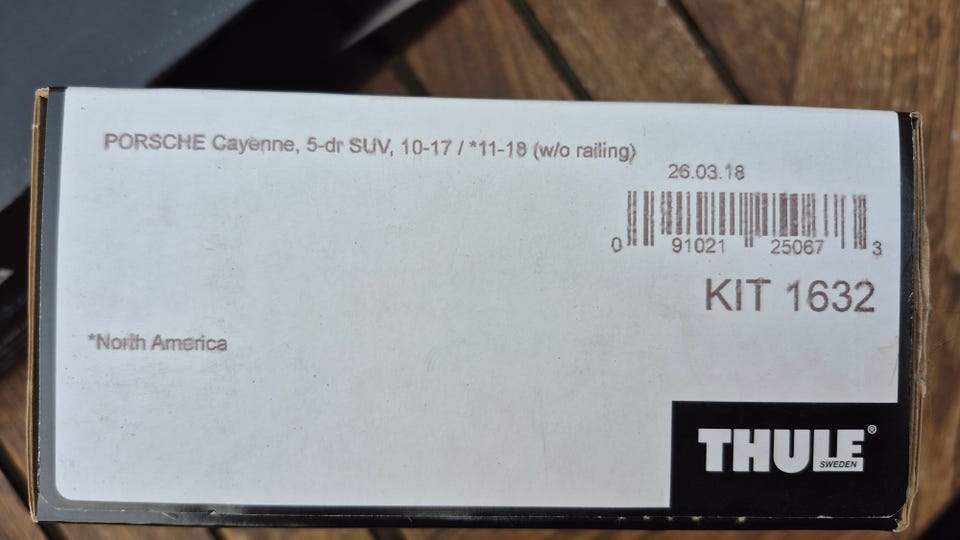 PORSCHE Cayenne, 5-dr SUV, 10-17 / *11-18 (w/o railing)
26.03.18
0 91021 25067 3
KIT 1632
*North America
THULE®
SWEDEN